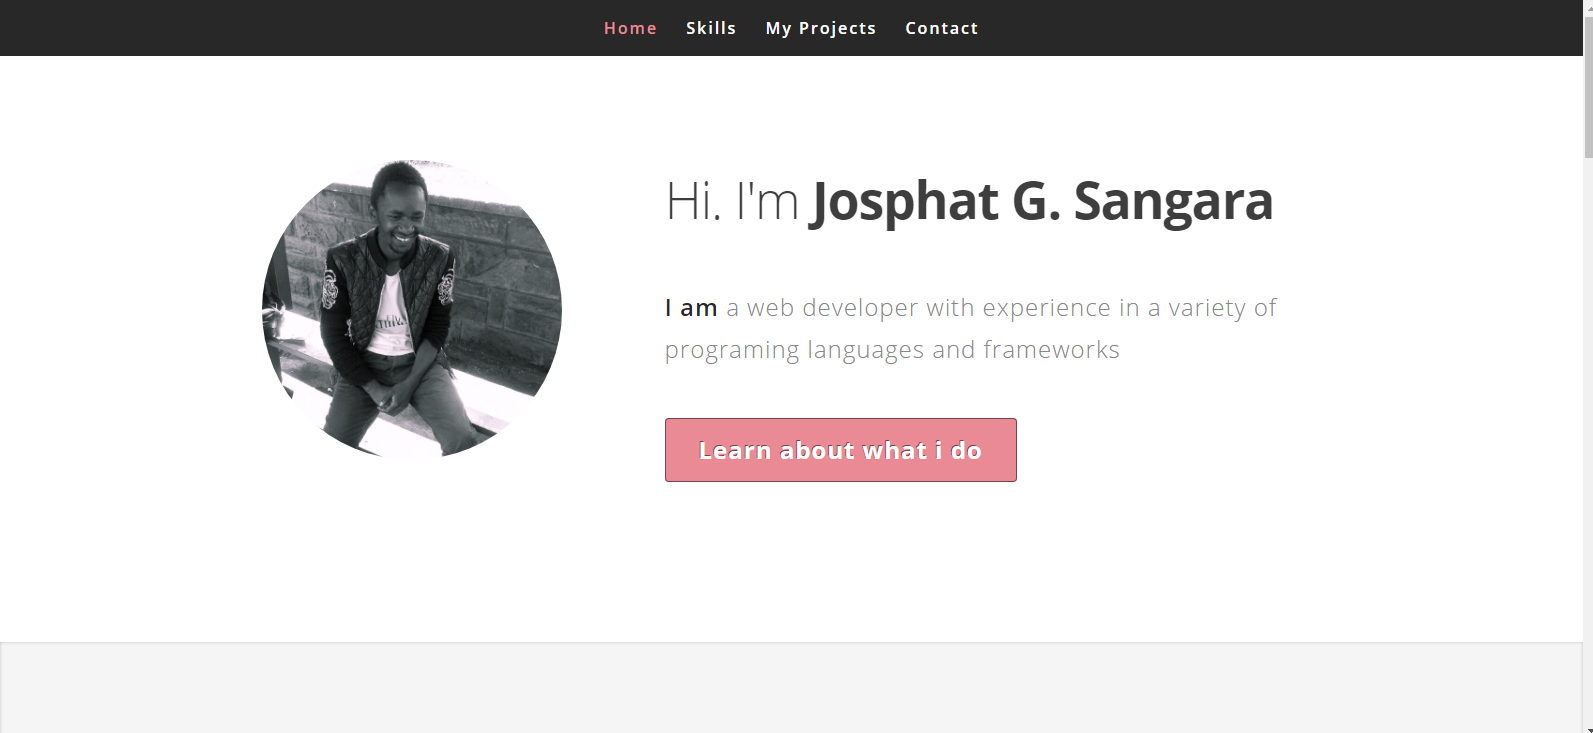 Home Skills My Projects Contact
Hi. I'm Josphat G. Sangara
I am a web developer with experience in a variety of
programing languages and frameworks
Learn about what i do